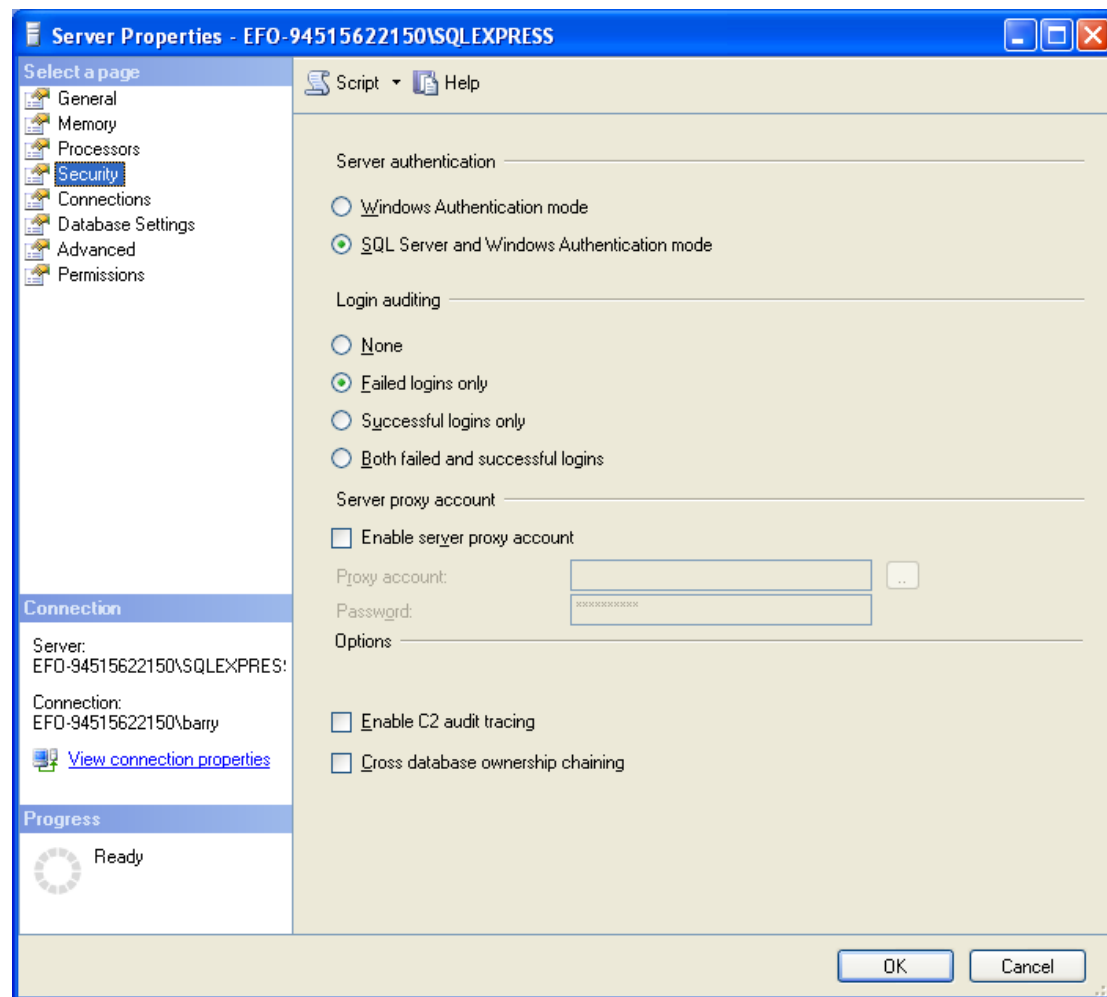 Server Properties - EFO-94515622150\SQLEXPRESS
Select a page
General
Memory
Processors
Security
Connections
Database Settings
Advanced
Permissions
Script
Help
Server authentication
Windows Authentication mode
SQL Server and Windows Authentication mode
Login auditing
None
Failed logins only
Successful logins only
Both failed and successful logins
Server proxy account
Enable server proxy account
Proxy account:
..
Password:
**********
Options
Enable C2 audit tracing
Cross database ownership chaining
Connection
Server:
EFO-94515622150\SQLEXPRES
Connection:
EFO-94515622150\barry
View connection properties
Progress
Ready
OK
Cancel